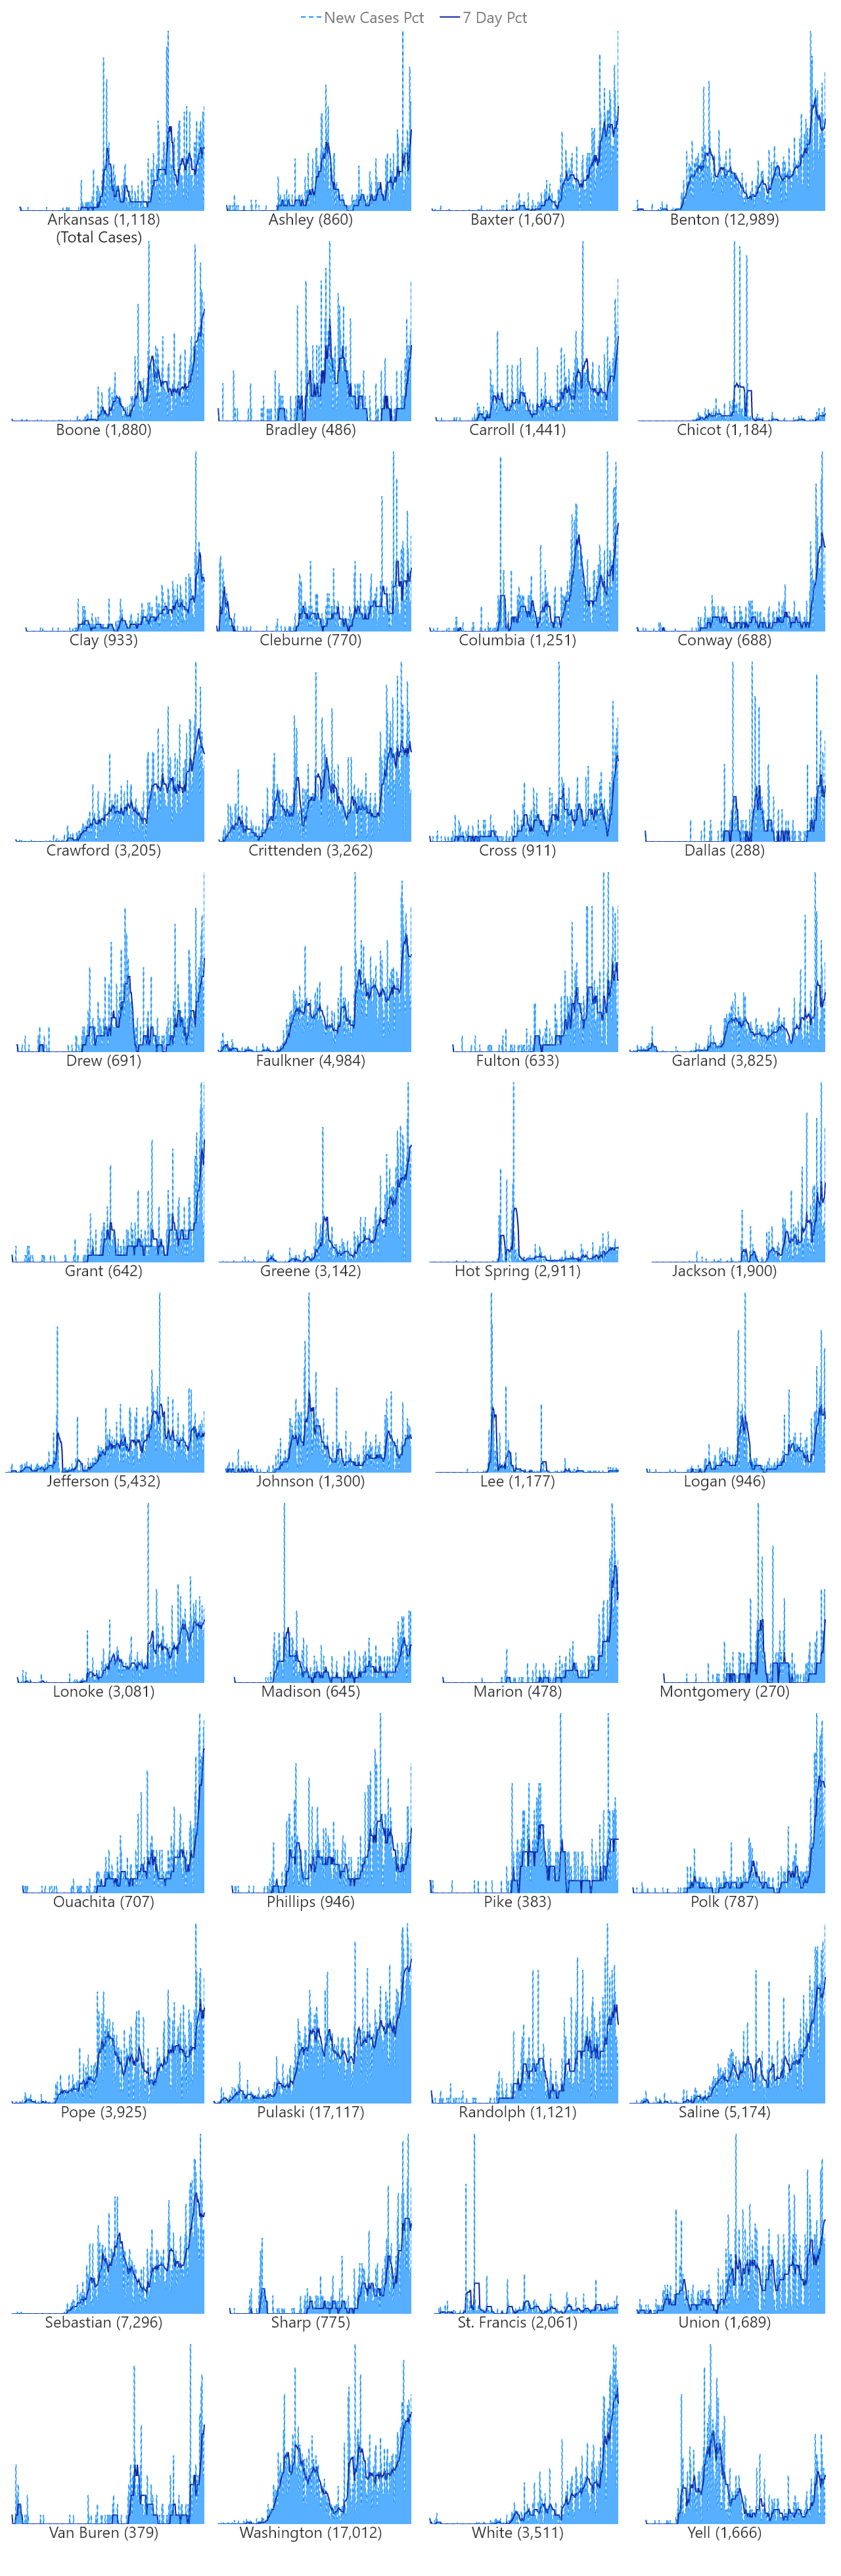 New Cases Pct 7 Day Pct
Arkansas (1,118) Ashley (860) Baxter (1,607) Benton (12,989)
(Total Cases)
Boone (1,880) Bradley (486) Carroll (1,441) Chicot (1,184)
Clay (933) Cleburne (770) Columbia (1,251) Conway (688)
Crawford (3,205) Crittenden (3,262) Cross (911) Dallas (288)
Drew (691) Faulkner (4,984) Fulton (633) Garland (3,825)
Grant (642) Greene (3,142) Hot Spring (2,911) Jackson (1,900)
Jefferson (5,432) Johnson (1,300) Lee (1,177) Logan (946)
Lonoke (3,081) Madison (645) Marion (478) Montgomery (270)
Ouachita (707) Phillips (946) Pike (383) Polk (787)
Pope (3,925) Pulaski (17,117) Randolph (1,121) Saline (5,174)
Sebastian (7,296) Sharp (775) St. Francis (2,061) Union (1,689)
Van Buren (379) Washington (17,012) White (3,511) Yell (1,666)